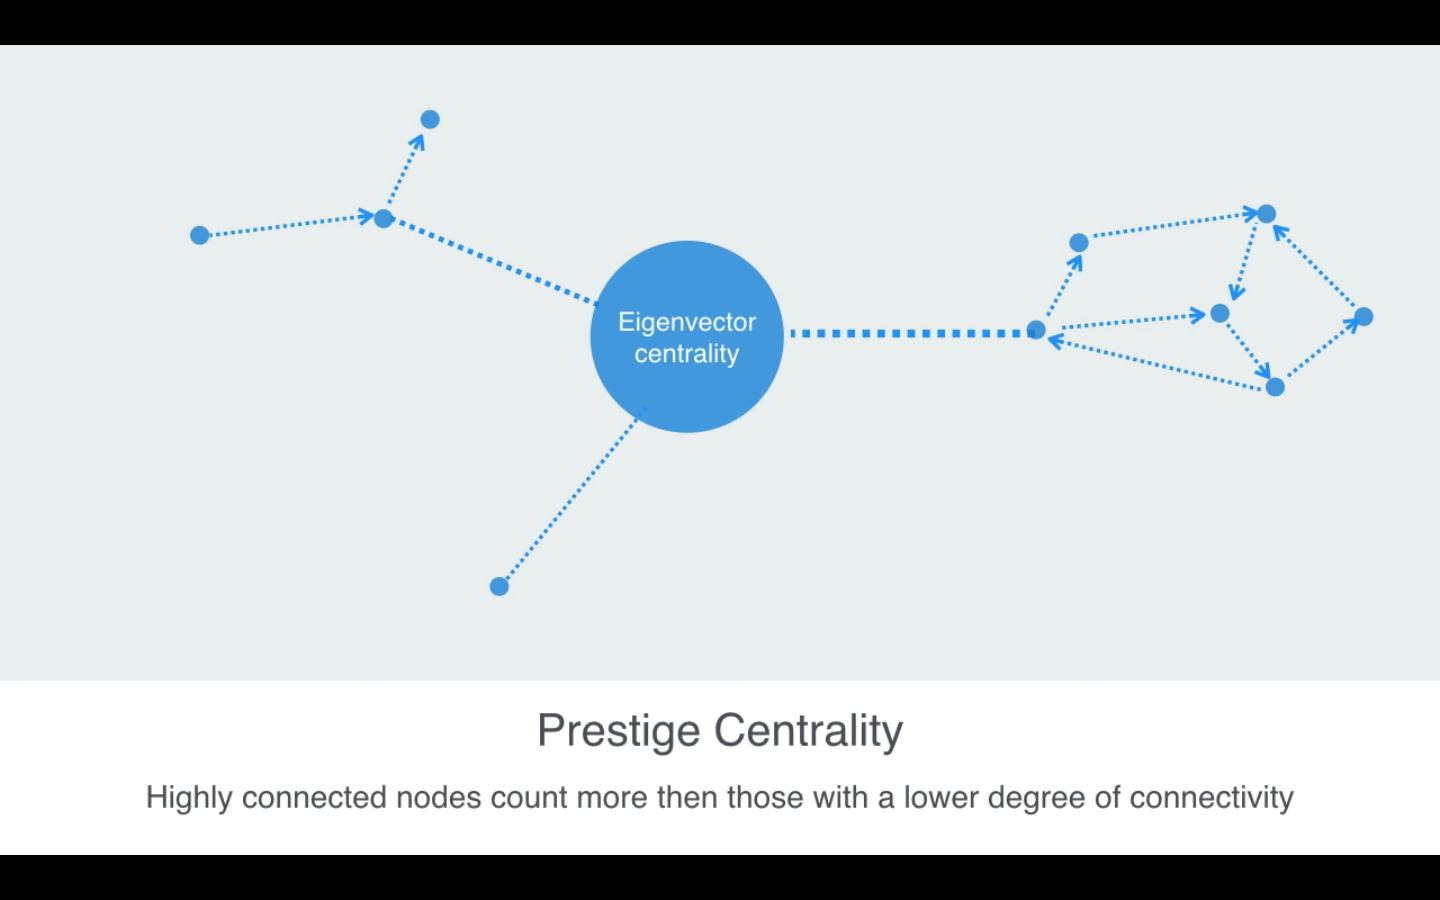 Eigenvector
centrality
Prestige Centrality
Highly connected nodes count more then those with a lower degree of connectivity